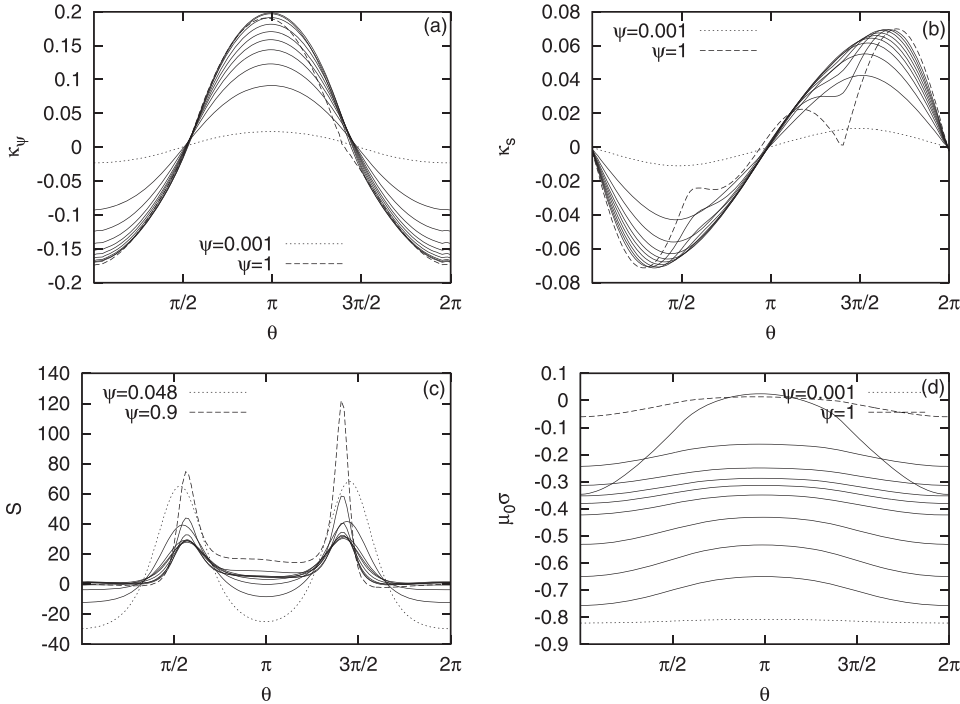 (a)
0.2
0.15
0.1
0.05
0
-0.05
-0.1
-0.15
-0.2
κψ
ψ=0.001
ψ=1
π/2
π
3π/2
2π
θ
(b)
0.08
0.06
0.04
0.02
0
-0.02
-0.04
-0.06
-0.08
κs
ψ=0.001
ψ=1
π/2
π
3π/2
2π
θ
(c)
140
120
100
80
60
40
20
0
-20
-40
S
ψ=0.048
ψ=0.9
π/2
π
3π/2
2π
θ
(d)
0.1
0
-0.1
-0.2
-0.3
-0.4
-0.5
-0.6
-0.7
-0.8
-0.9
μ0σ
ψ=0.001
ψ=1
π/2
π
3π/2
2π
θ